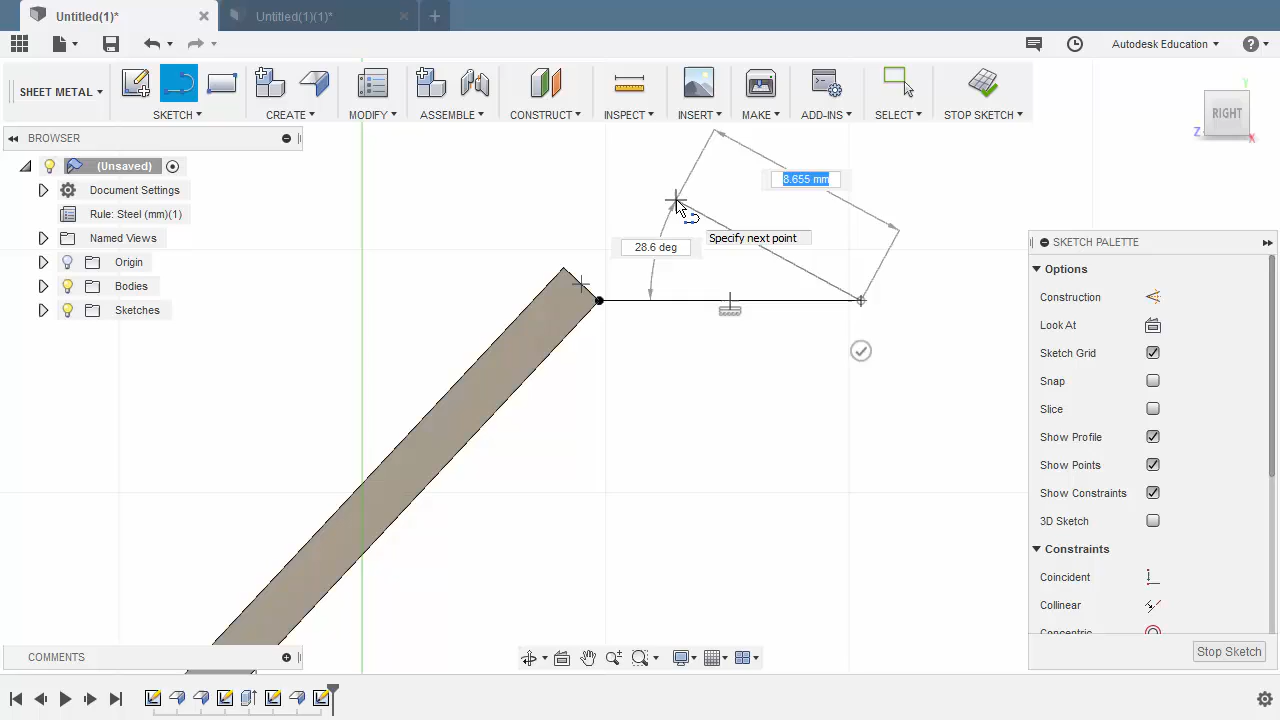 Untitled(1)*
Untitled(1)(1)*
Autodesk Education
SHEET METAL
SKETCH
CREATE
MODIFY
ASSEMBLE
CONSTRUCT
INSPECT
INSERT
MAKE
ADD-INS
SELECT
STOP SKETCH
BROWSER
(Unsaved)
Document Settings
Rule: Steel (mm)(1)
Named Views
Origin
Bodies
Sketches
Y
RIGHT
Z
X
8.655 mm
28.6 deg
Specify next point
SKETCH PALETTE
Options
Construction
Look At
Sketch Grid
Snap
Slice
Show Profile
Show Points
Show Constraints
3D Sketch
Constraints
Coincident
Collinear
Concentric
Stop Sketch
COMMENTS